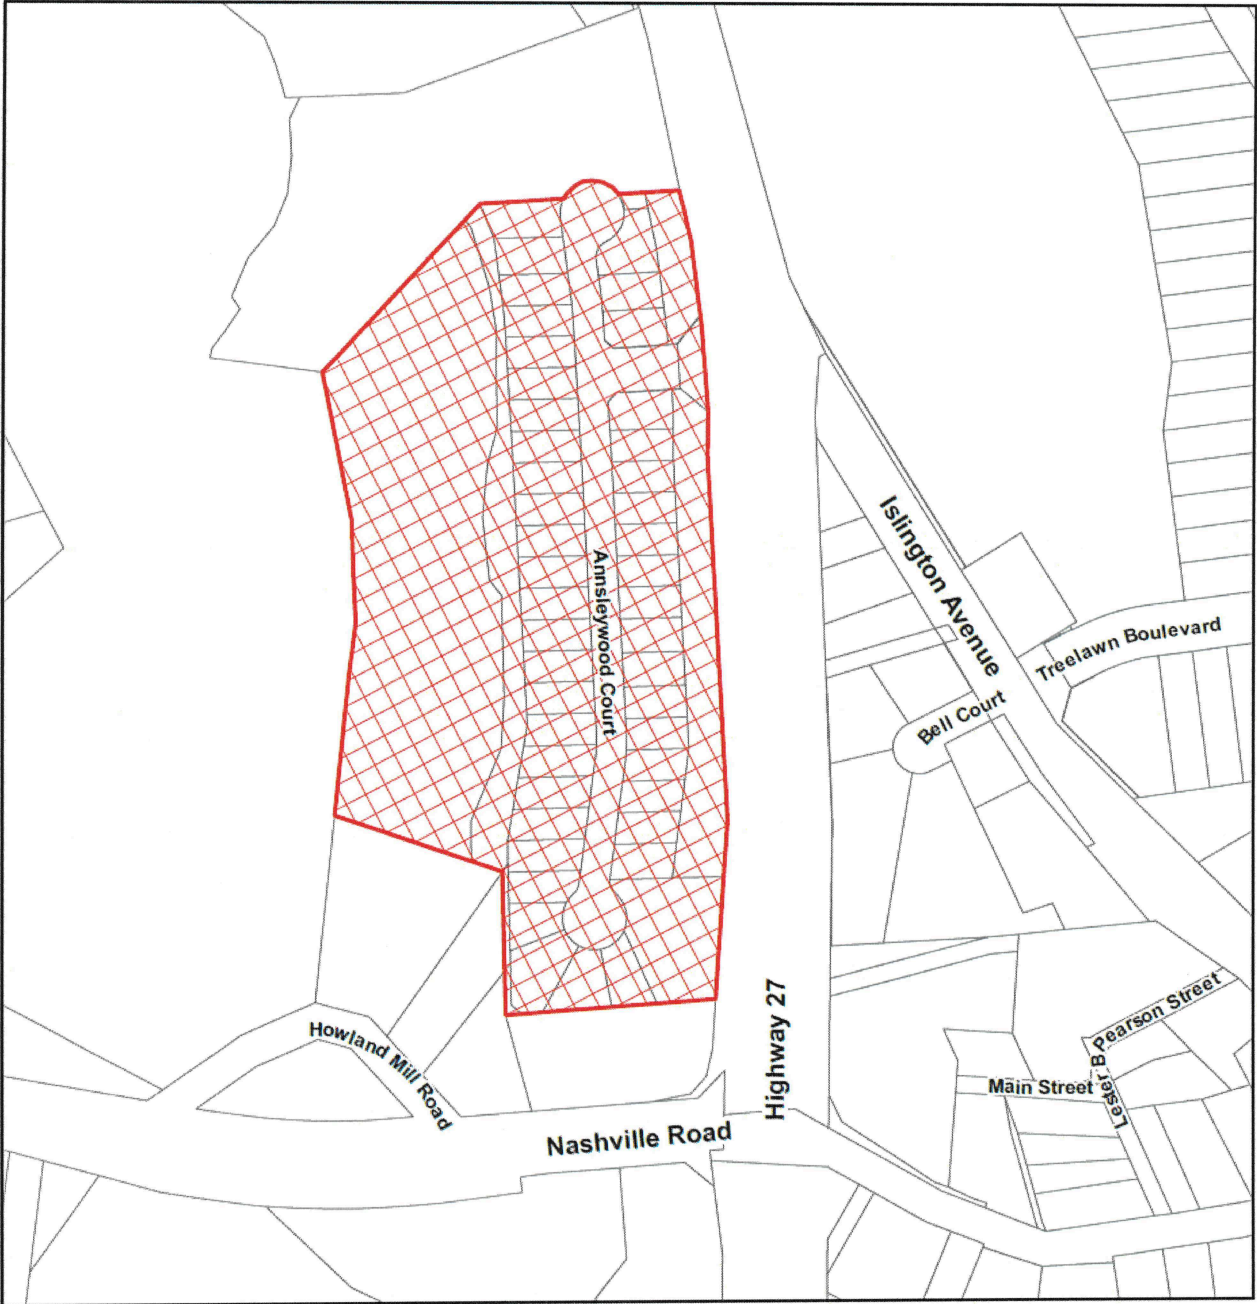 Islington Avenue
Annsleywood Court
Treelawn Boulevard
Bell Court
Highway 27
Lester B Pearson Street
Howland Mill Road
Main Street
Nashville Road